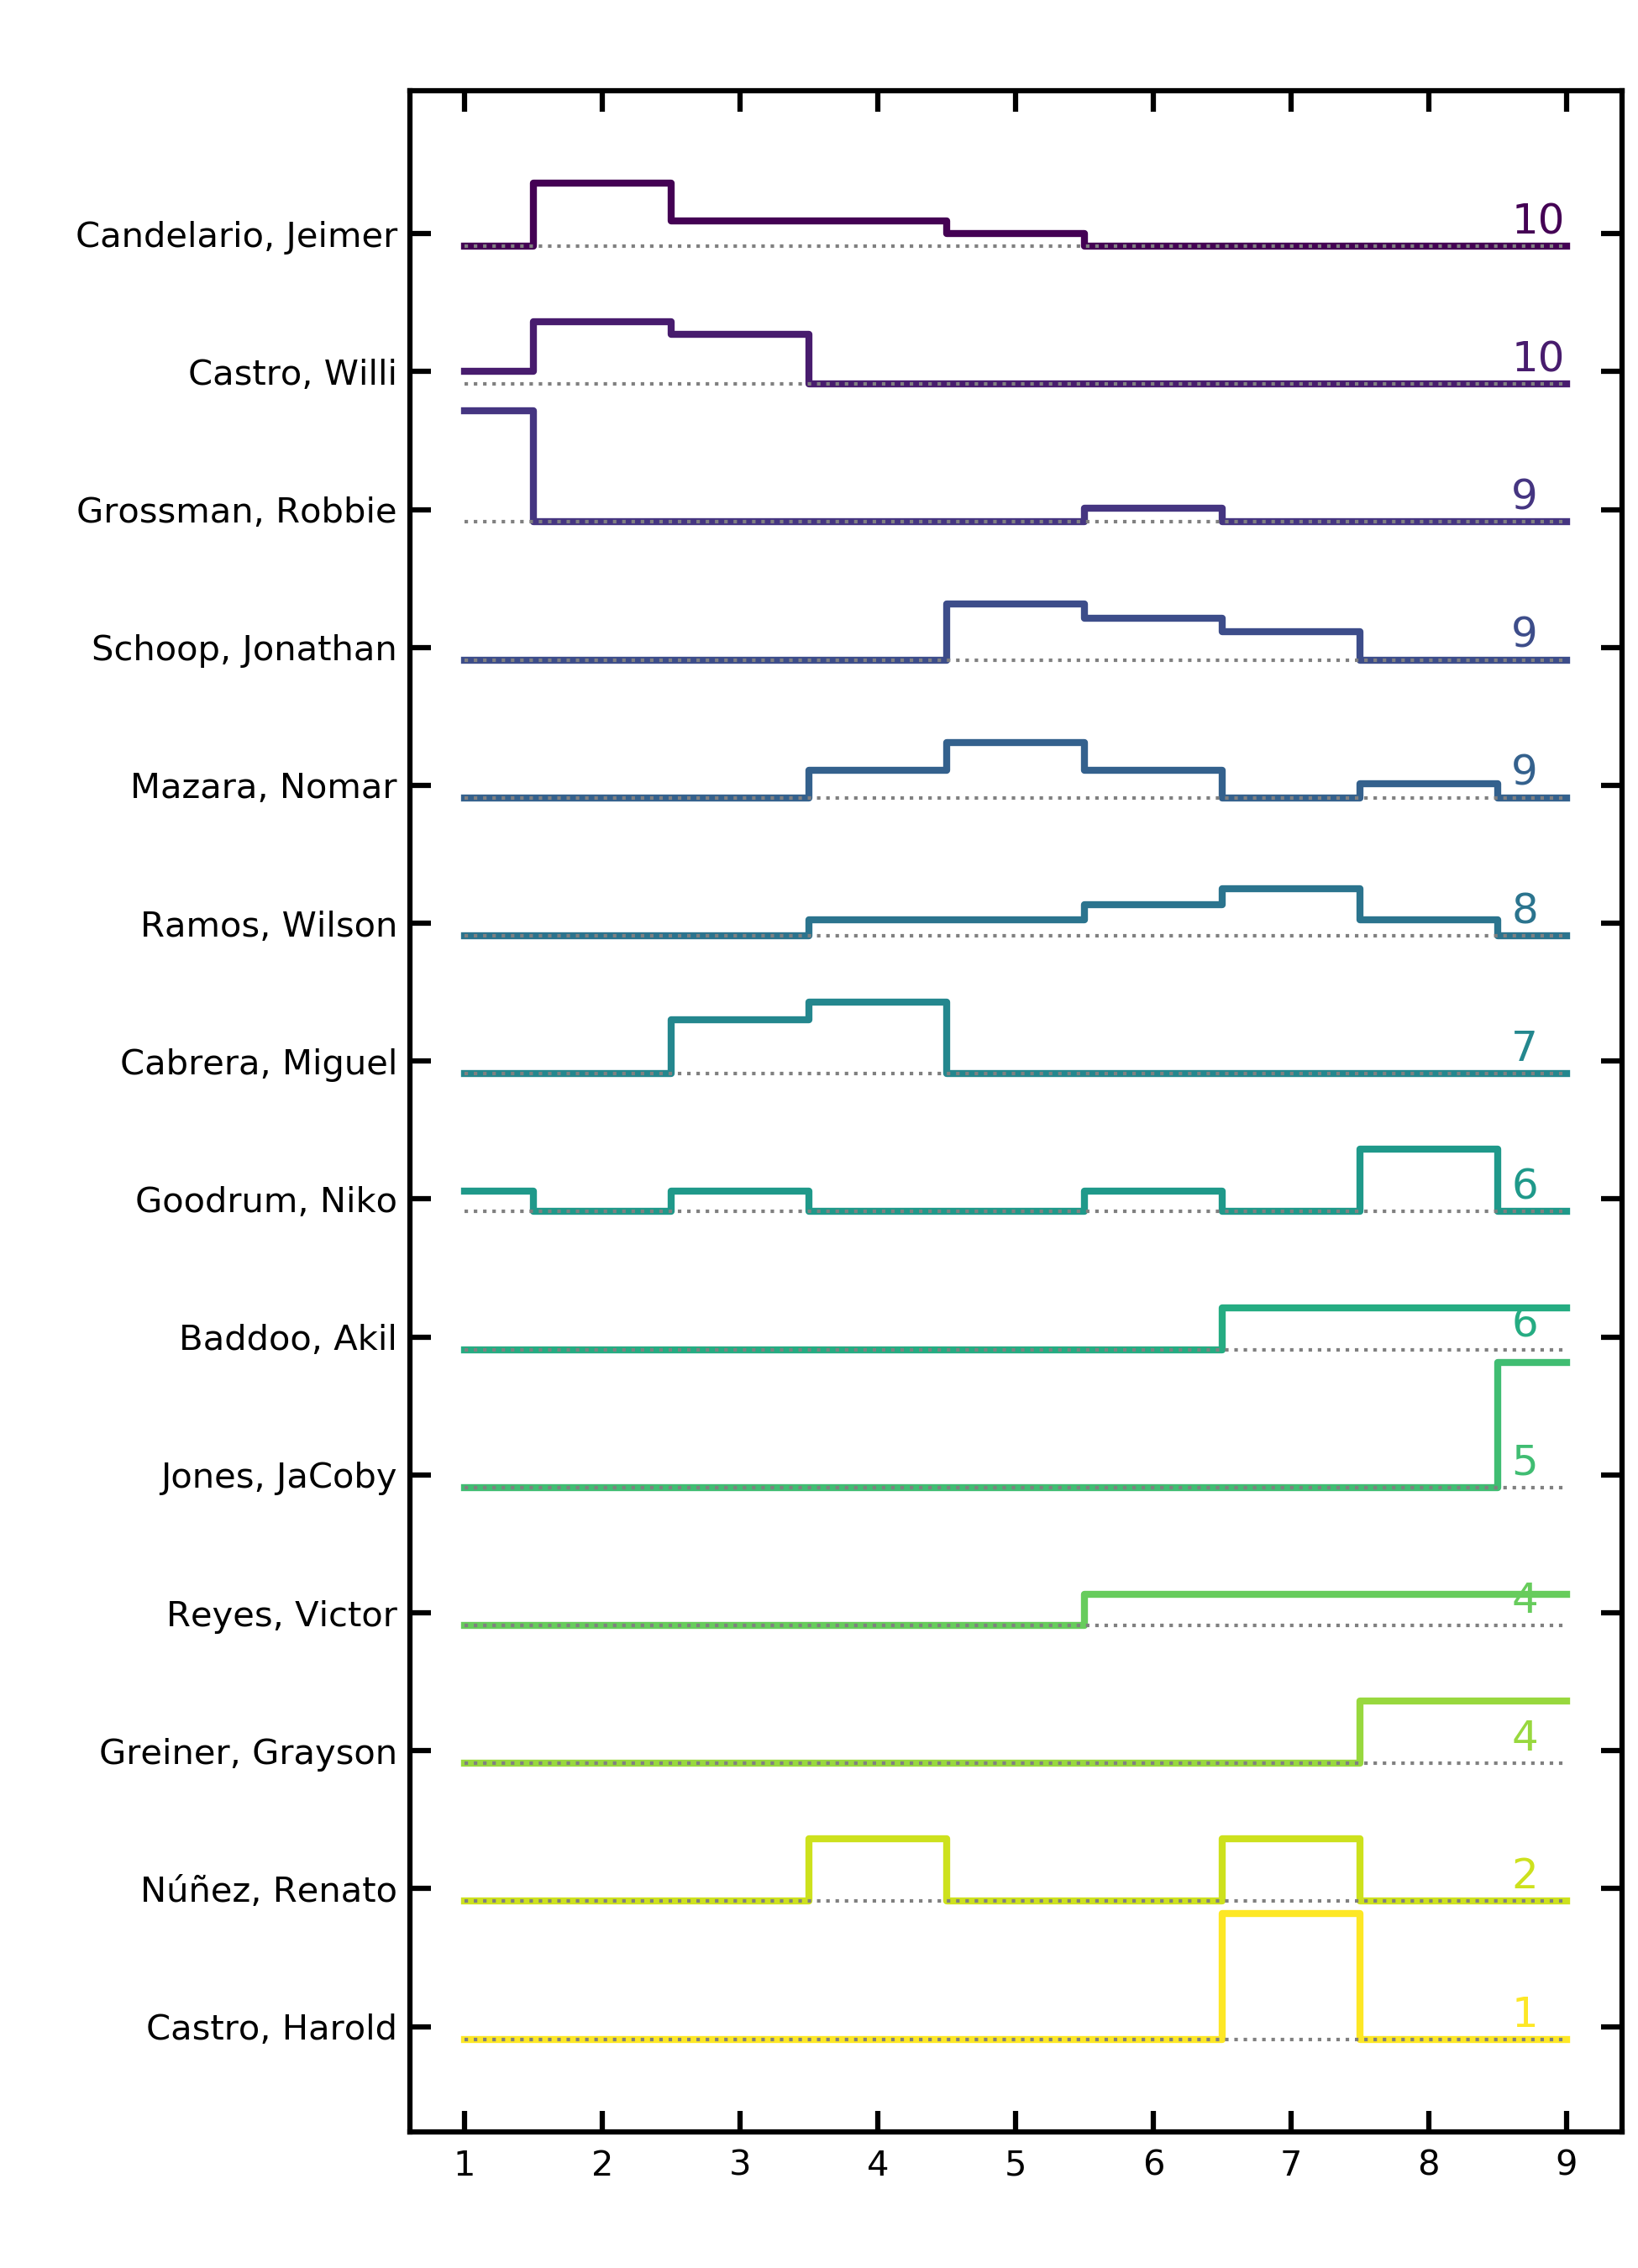 Candelario, Jeimer 10
Castro, Willi 10
Grossman, Robbie 9
Schoop, Jonathan 9
Mazara, Nomar 9
Ramos, Wilson 8
Cabrera, Miguel 7
Goodrum, Niko 6
Baddoo, Akil 6
Jones, JaCoby 5
Reyes, Victor 4
Greiner, Grayson 4
Núñez, Renato 2
Castro, Harold 1
1 2 3 4 5 6 7 8 9